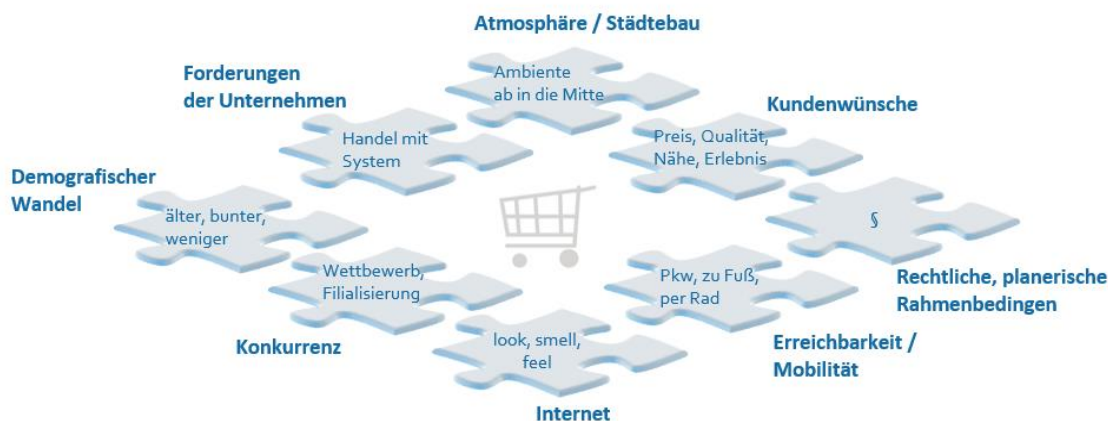 Atmosphäre / Städtebau
Ambiente
ab in die Mitte
Forderungen
der Unternehmen
Handel mit
System
Kundenwünsche
Preis, Qualität,
Nähe, Erlebnis
Demografischer
Wandel
älter, bunter,
weniger
§
Rechtliche, planerische
Rahmenbedingen
Wettbewerb,
Filialisierung
Konkurrenz
Pkw, zu Fuß,
per Rad
Erreichbarkeit /
Mobilität
look, smell,
feel
Internet